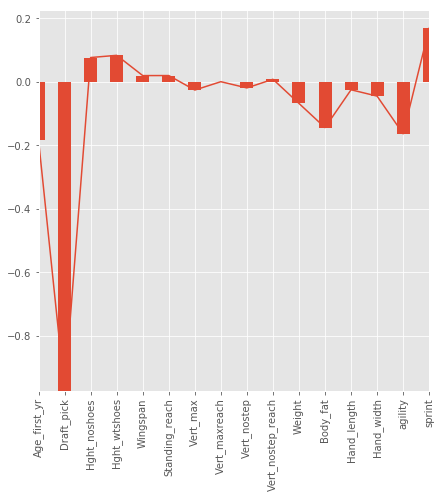 0.2
0.0
−0.2
−0.4
−0.6
−0.8
Age_first_yr
Draft_pick
Hght_noshoes
Hght_wtshoes
Wingspan
Standing_reach
Vert_max
Vert_maxreach
Vert_nostep
Vert_nostep_reach
Weight
Body_fat
Hand_length
Hand_width
agility
sprint